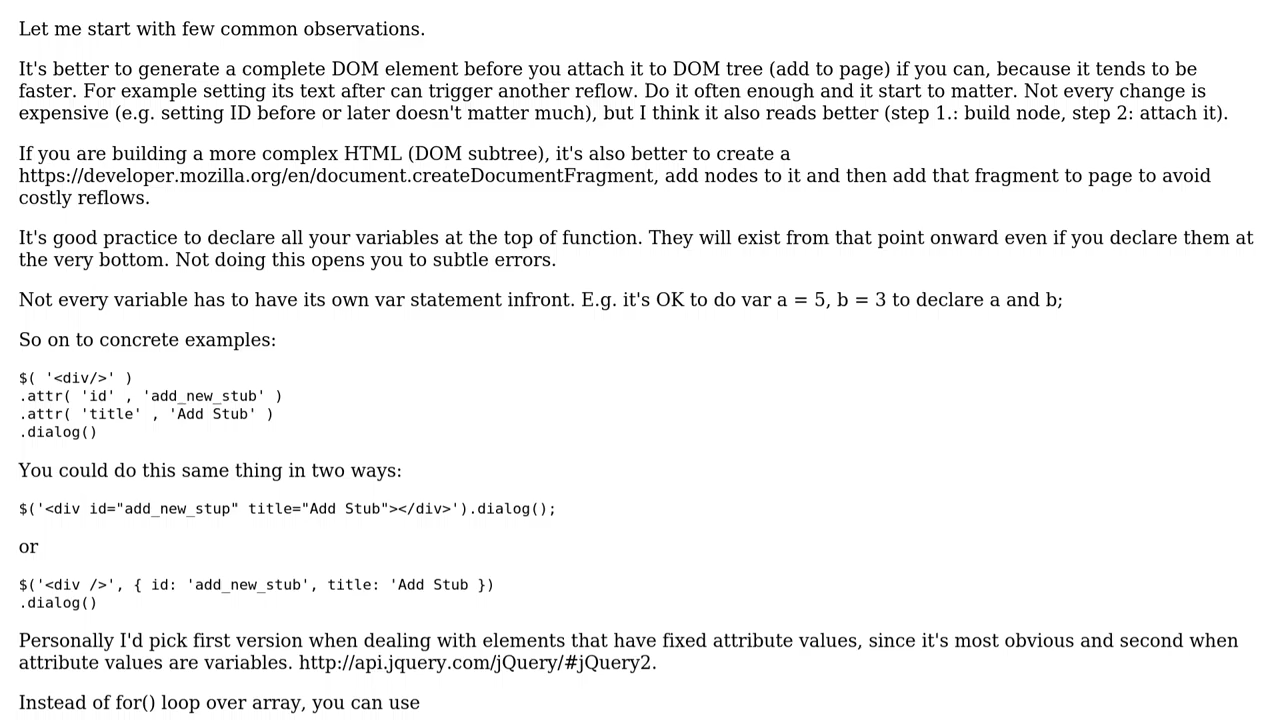 Let me start with few common observations.
It's better to generate a complete DOM element before you attach it to DOM tree (add to page) if you can, because it tends to be
faster. For example setting its text after can trigger another reflow. Do it often enough and it start to matter. Not every change is
expensive (e.g. setting ID before or later doesn't matter much), but I think it also reads better (step 1.: build node, step 2: attach it).
If you are building a more complex HTML (DOM subtree), it's also better to create a
https://developer.mozilla.org/en/document.createDocumentFragment, add nodes to it and then add that fragment to page to avoid
costly reflows.
It's good practice to declare all your variables at the top of function. They will exist from that point onward even if you declare them at
the very bottom. Not doing this opens you to subtle errors.
Not every variable has to have its own var statement infront. E.g. it's OK to do var a = 5, b = 3 to declare a and b;
So on to concrete examples:
$( '<div/>' )
.attr( 'id' , 'add_new_stub' )
.attr( 'title' , 'Add Stub' )
.dialog()
You could do this same thing in two ways:
$('<div id="add_new_stup" title="Add Stub"></div>').dialog();
or
$('<div />', { id: 'add_new_stub', title: 'Add Stub })
.dialog()
Personally I'd pick first version when dealing with elements that have fixed attribute values, since it's most obvious and second when
attribute values are variables. http://api.jquery.com/jQuery/#jQuery2.
Instead of for() loop over array, you can use